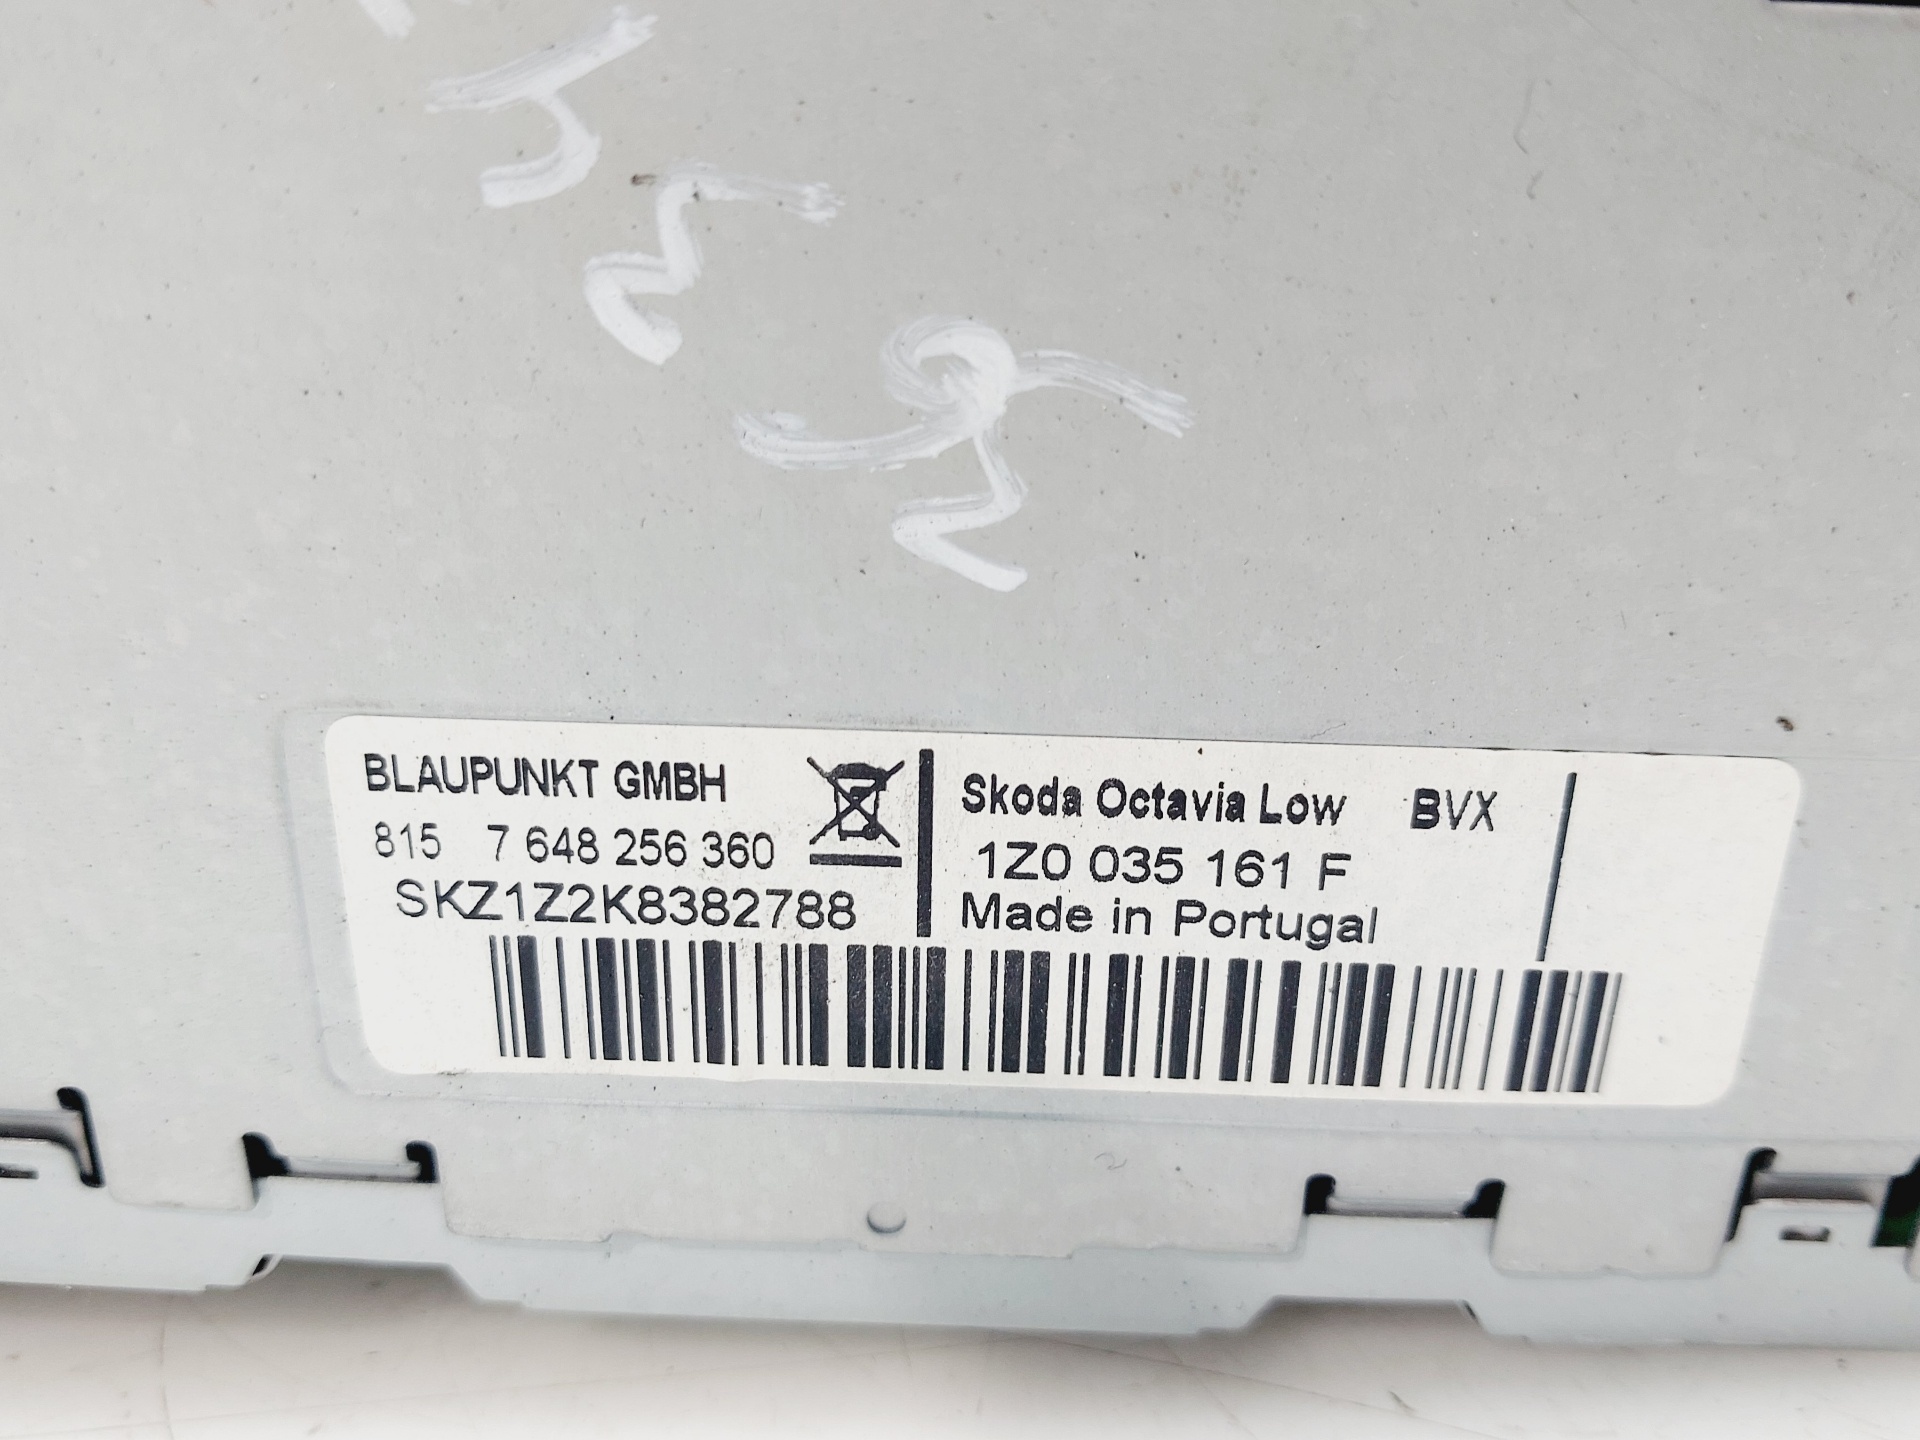 BLAUPUNKT GMBH
815 7 648 256 360
SKZ1Z2K8382788
Skoda Octavia Low BVX
1Z0 035 161 F
Made in Portugal